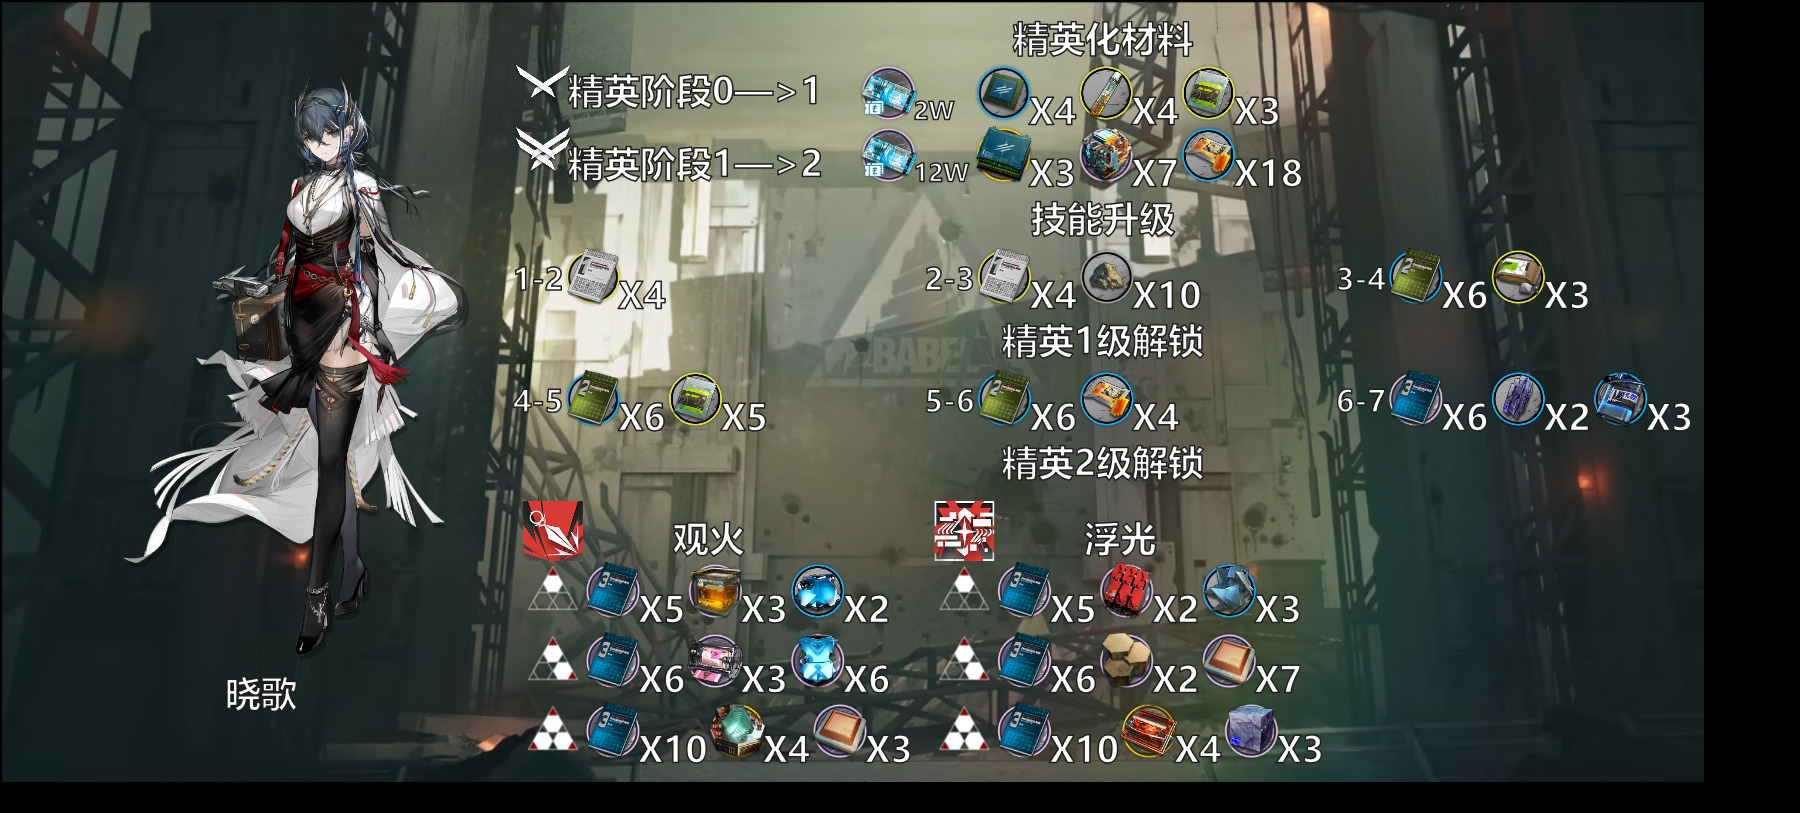 精英化材料
精英阶段0—>1 2W X4 X4 X3
精英阶段1—>2 12W X3 X7 X18
技能升级
1-2 X4 2-3 X4 X10 3-4 X6 X3
精英1级解锁
4-5 X6 X5 5-6 X6 X4 6-7 X6 X2 X3
精英2级解锁
观火 浮光
X5 X3 X2 X5 X2 X3
X6 X3 X6 X6 X2 X7
X10 X4 X3 X10 X4 X3
晓歌
BABEL